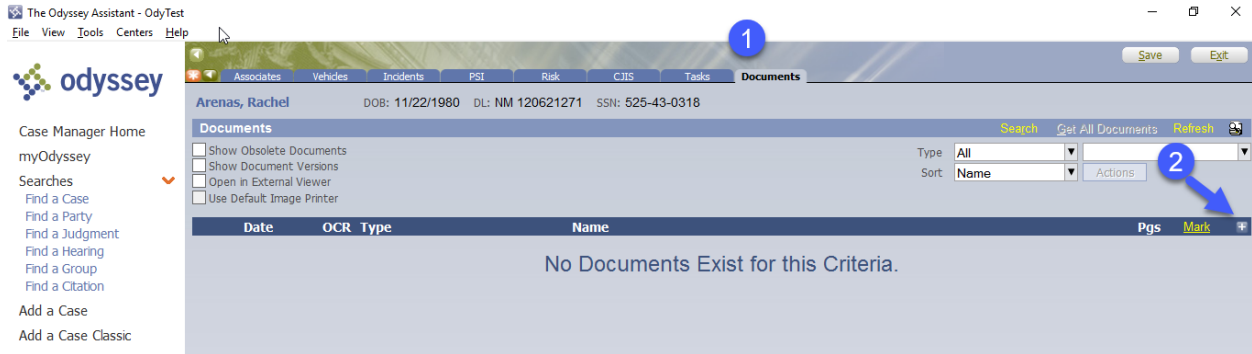 The Odyssey Assistant - OdyTest
File View Tools Centers Help
odyssey
Case Manager Home
myOdyssey
Searches
Find a Case
Find a Party
Find a Judgment
Find a Hearing
Find a Group
Find a Citation
Add a Case
Add a Case Classic
1
Save Exit
Associates Vehicles Incidents PSI Risk CJIS Tasks Documents
Arenas, Rachel DOB: 11/22/1980 DL: NM 120621271 SSN: 525-43-0318
Documents Search Get All Documents Refresh
Show Obsolete Documents
Show Document Versions
Open in External Viewer
Use Default Image Printer
Type All
Sort Name Actions
2
Date OCR Type Name Pgs Mark +
No Documents Exist for this Criteria.